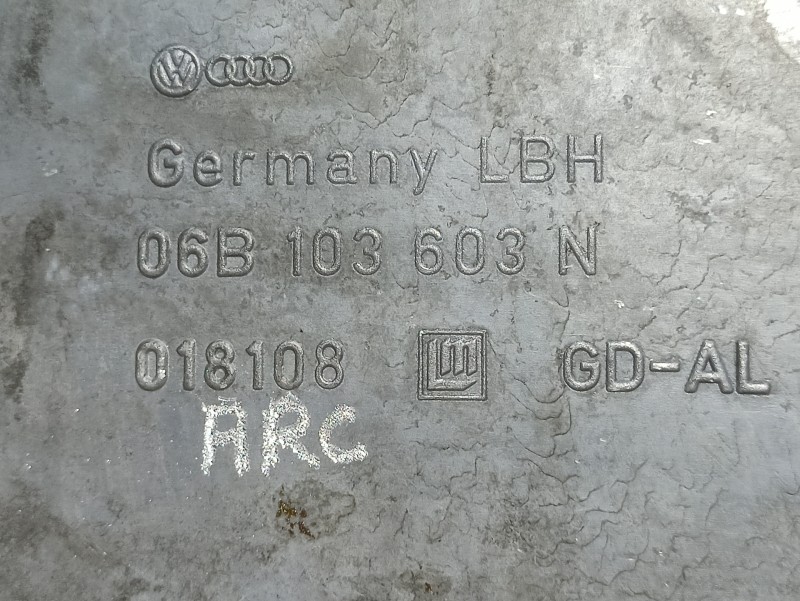 Germany LBH
06B 103 603 N
018108 GD-AL
ARC